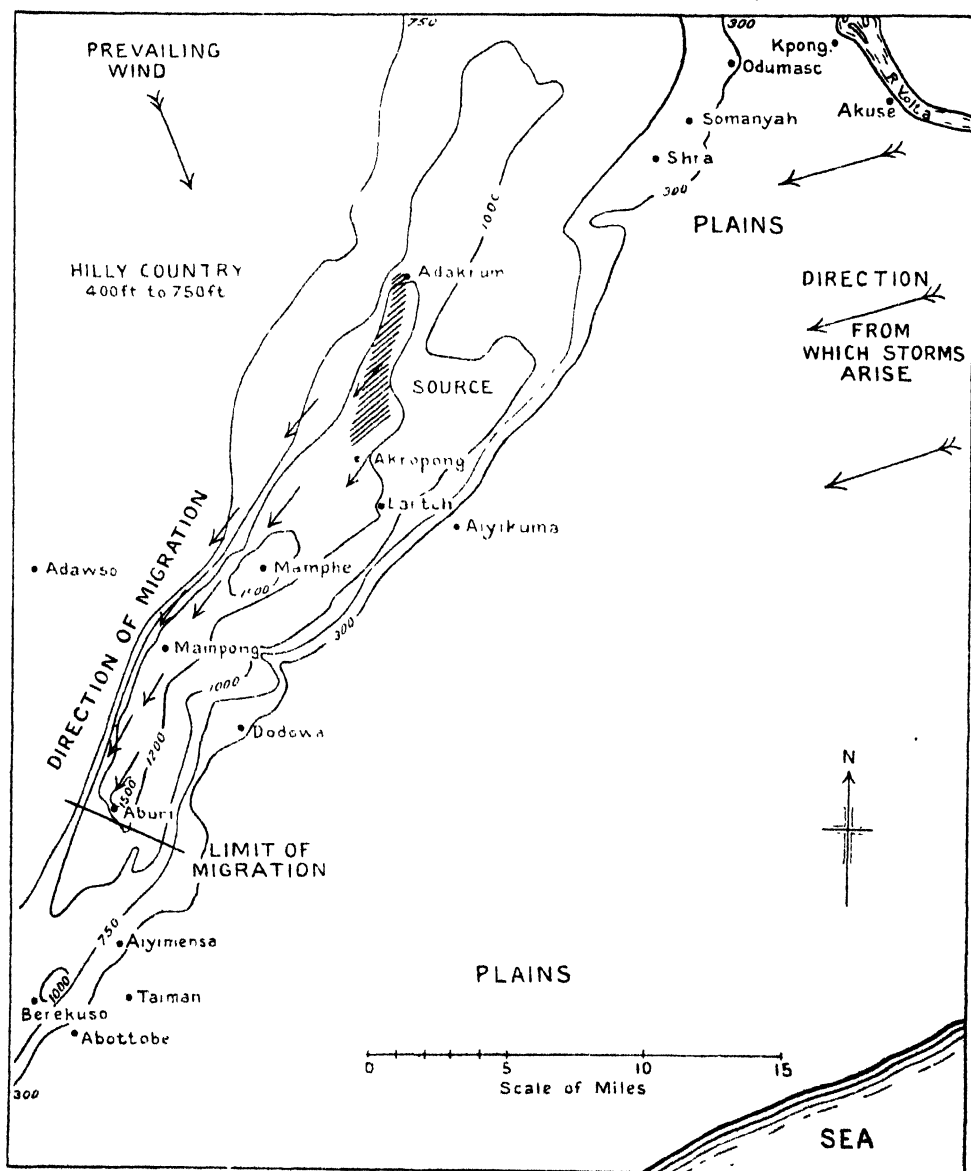 750
300
PREVAILING
WIND
Kpong.
Odumase
R Volta
Akuse
Somanyah
Shra
300
PLAINS
1000
HILLY COUNTRY
400ft to 750ft
Adakrum
DIRECTION
FROM
WHICH STORMS
ARISE
SOURCE
Akropong
Larteh
Aiyikuma
DIRECTION OF MIGRATION
Adawso
Mamphe
300
Mampong
1000
Dodowa
1200
1500
Aburi
N
LIMIT OF
MIGRATION
750
Aiyimensa
PLAINS
1000
Taiman
Berekuso
Abottobe
0 5 10 15
Scale of Miles
300
SEA